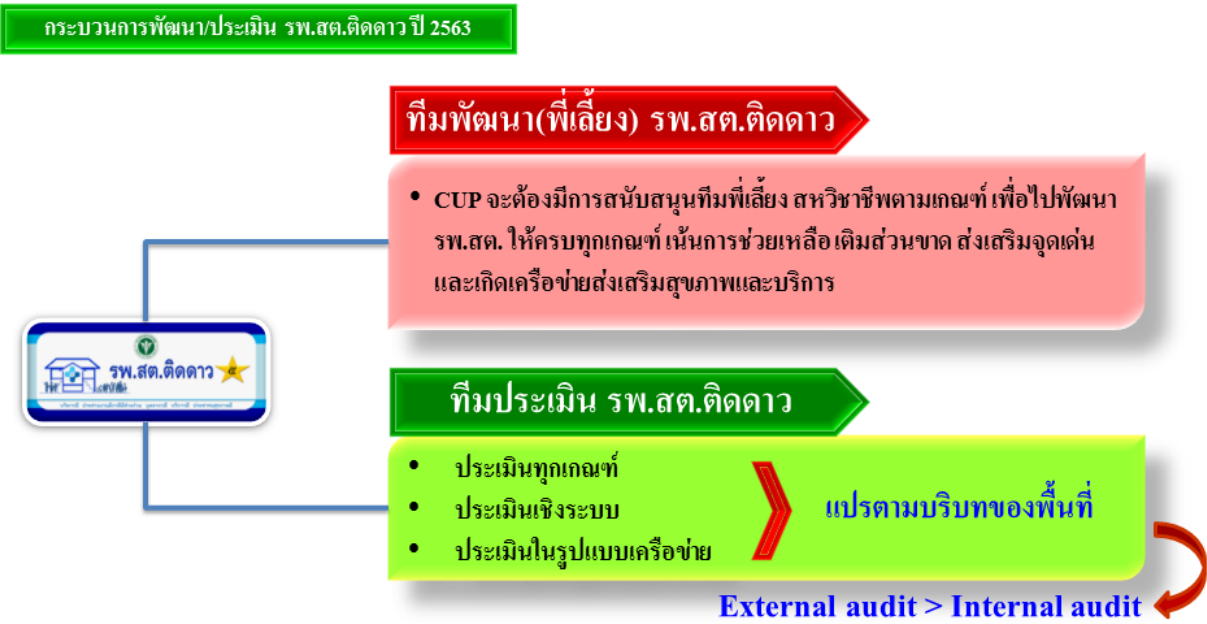 กระบวนการพัฒนา/ประเมิน รพ.สต.ติดดาว ปี 2563
ทีมพัฒนา(พี่เลี้ยง) รพ.สต.ติดดาว
• CUP จะต้องมีการสนับสนุนทีมพี่เลี้ยง สหวิชาชีพตามเกณฑ์ เพื่อไปพัฒนา
รพ.สต. ให้ครบทุกเกณฑ์ เน้นการช่วยเหลือ เติมส่วนขาด ส่งเสริมจุดเด่น
และเกิดเครือข่ายส่งเสริมสุขภาพและบริการ
รพ.สต.ติดดาว
ทีมประเมิน รพ.สต.ติดดาว
• ประเมินทุกเกณฑ์
• ประเมินเชิงระบบ
• ประเมินในรูปแบบเครือข่าย
แปรตามบริบทของพื้นที่
External audit > Internal audit